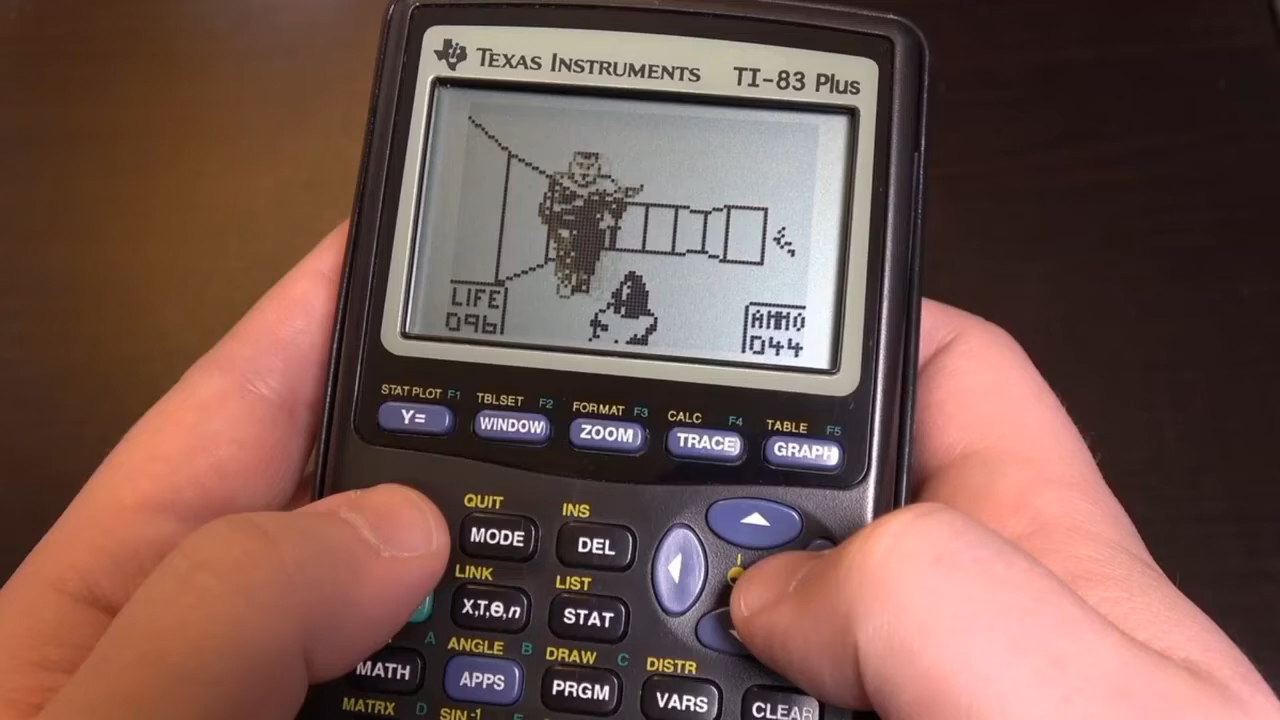 TEXAS INSTRUMENTS TI-83 Plus
LIFE
096
AMMO
044
STAT PLOT F1 TBLSET F2 FORMAT F3 CALC F4 TABLE F5
Y= WINDOW ZOOM TRACE GRAPH
QUIT INS
MODE DEL
LINK LIST
X,T,Θ,n STAT
A ANGLE B DRAW C DISTR
MATH APPS PRGM VARS CLEAR
MATRX D SIN-1 E